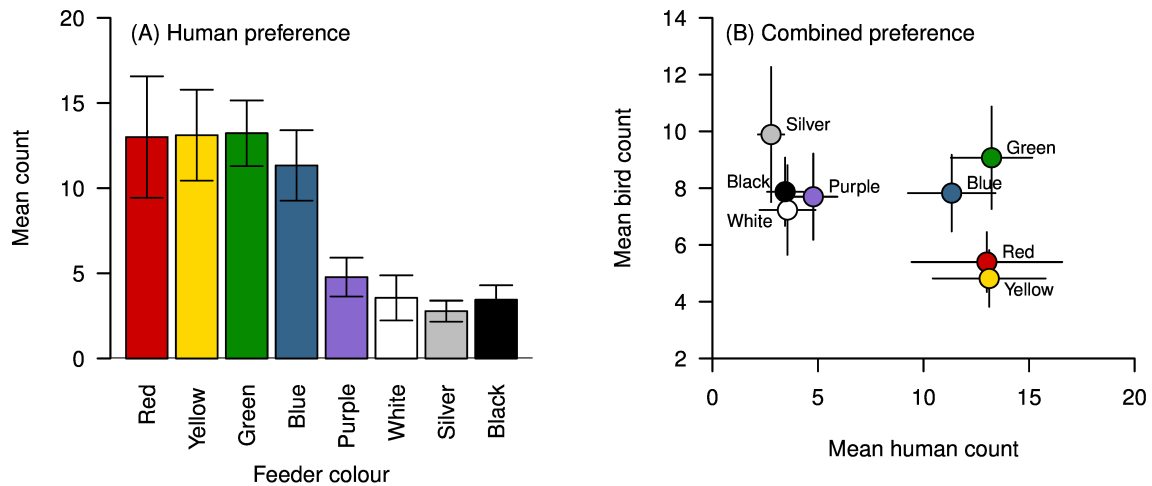 (A) Human preference
Mean count
20
15
10
5
0
Red
Yellow
Green
Blue
Purple
White
Silver
Black
Feeder colour
(B) Combined preference
Mean bird count
14
12
10
8
6
4
2
Silver
Green
Black
Purple
Blue
White
Red
Yellow
0
5
10
15
20
Mean human count